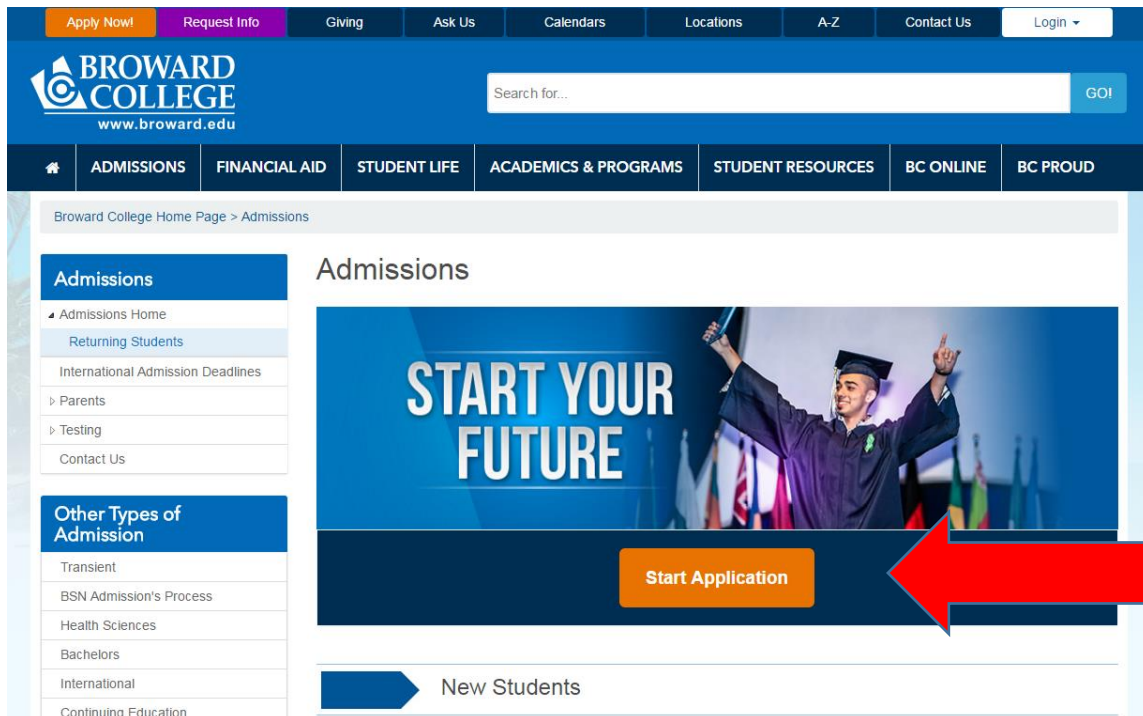 Apply Now! Request Info Giving Ask Us Calendars Locations A-Z Contact Us Login
BROWARD
COLLEGE
www.broward.edu
Search for...
GO!
ADMISSIONS FINANCIAL AID STUDENT LIFE ACADEMICS & PROGRAMS STUDENT RESOURCES BC ONLINE BC PROUD
Broward College Home Page > Admissions
Admissions
Admissions Home
Returning Students
International Admission Deadlines
Parents
Testing
Contact Us
Other Types of
Admission
Transient
BSN Admission's Process
Health Sciences
Bachelors
International
Continuing Education
Admissions
START YOUR
FUTURE
Start Application
New Students